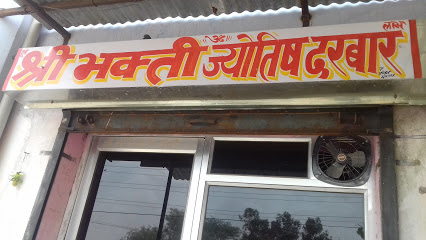 ॐ
श्री भक्ती ज्योतिष दरबार